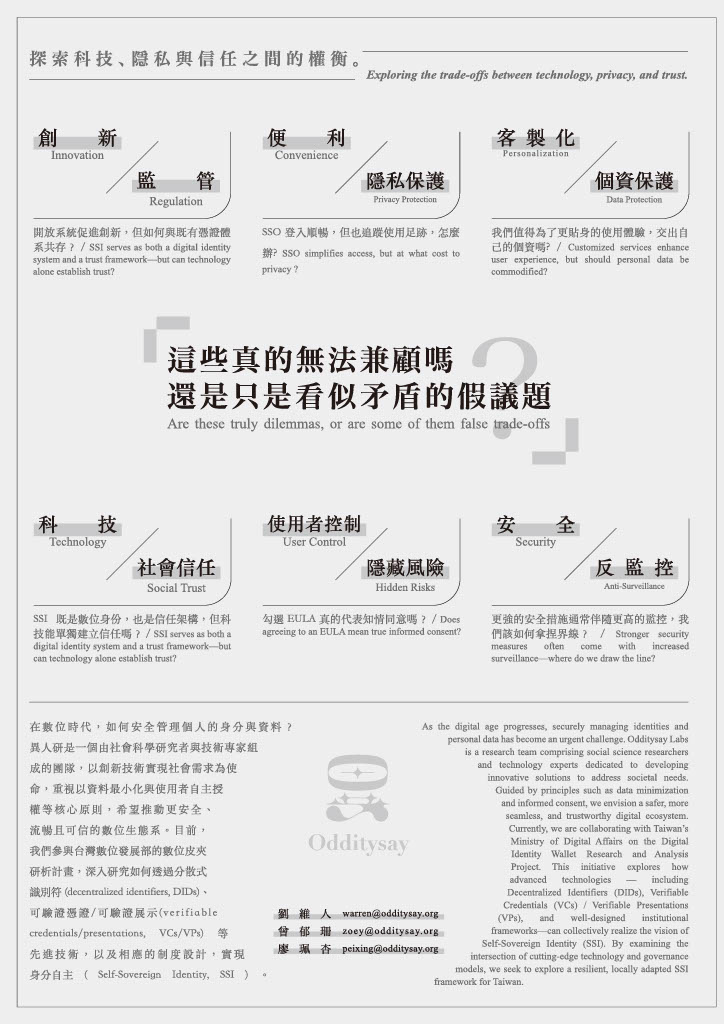 探索科技、隱私與信任之間的權衡。
Exploring the trade-offs between technology, privacy, and trust.
創新
Innovation
監管
Regulation
開放系統促進創新，但如何與既有憑證體
系共存？ / SSI serves as both a digital identity
system and a trust framework—but can technology
alone establish trust?
便利
Convenience
隱私保護
Privacy Protection
SSO 登入順暢，但也追蹤使用足跡，怎麼
辦? SSO simplifies access, but at what cost to
privacy ?
客製化
Personalization
個資保護
Data Protection
我們值得為了更貼身的使用體驗，交出自
己的個資嗎? / Customized services enhance
user experience, but should personal data be
commodified?
這些真的無法兼顧嗎
還是只是看似矛盾的假議題
?
Are these truly dilemmas, or are some of them false trade-offs
科技
Technology
社會信任
Social Trust
SSI 既是數位身份，也是信任架構，但科
技能單獨建立信任嗎？ / SSI serves as both a
digital identity system and a trust framework—but
can technology alone establish trust?
使用者控制
User Control
隱藏風險
Hidden Risks
勾選 EULA 真的代表知情同意嗎？ / Does
agreeing to an EULA mean true informed consent?
安全
Security
反監控
Anti-Surveillance
更強的安全措施通常伴隨更高的監控，我
們該如何拿捏界線？ / Stronger security
measures often come with increased
surveillance—where do we draw the line?
在數位時代，如何安全管理個人的身分與資料？
異人研是一個由社會科學研究者與技術專家組
成的團隊，以創新技術實現社會需求為使
命，重視以資料最小化與使用者自主授
權等核心原則，希望推動更安全、
流暢且可信的數位生態系。目前，
我們參與台灣數位發展部的數位皮夾
研析計畫，深入研究如何透過分散式
識別符 (decentralized identifiers, DIDs)、
可驗證憑證/可驗證展示(verifiable
credentials/presentations, VCs/VPs) 等
先進技術，以及相應的制度設計，實現
身分自主（ Self-Sovereign Identity, SSI ）。
Odditysay
劉維人 warren@odditysay.org
曾郁珊 zoey@odditysay.org
廖珮杏 peixing@odditysay.org
As the digital age progresses, securely managing identities and
personal data has become an urgent challenge. Odditysay Labs
is a research team comprising social science researchers
and technology experts dedicated to developing
innovative solutions to address societal needs.
Guided by principles such as data minimization
and informed consent, we envision a safer, more
seamless, and trustworthy digital ecosystem.
Currently, we are collaborating with Taiwan’s
Ministry of Digital Affairs on the Digital
Identity Wallet Research and Analysis
Project. This initiative explores how
advanced technologies — including
Decentralized Identifiers (DIDs), Verifiable
Credentials (VCs) / Verifiable Presentations
(VPs), and well-designed institutional
frameworks—can collectively realize the vision of
Self-Sovereign Identity (SSI). By examining the
intersection of cutting-edge technology and governance
models, we seek to explore a resilient, locally adapted SSI
framework for Taiwan.